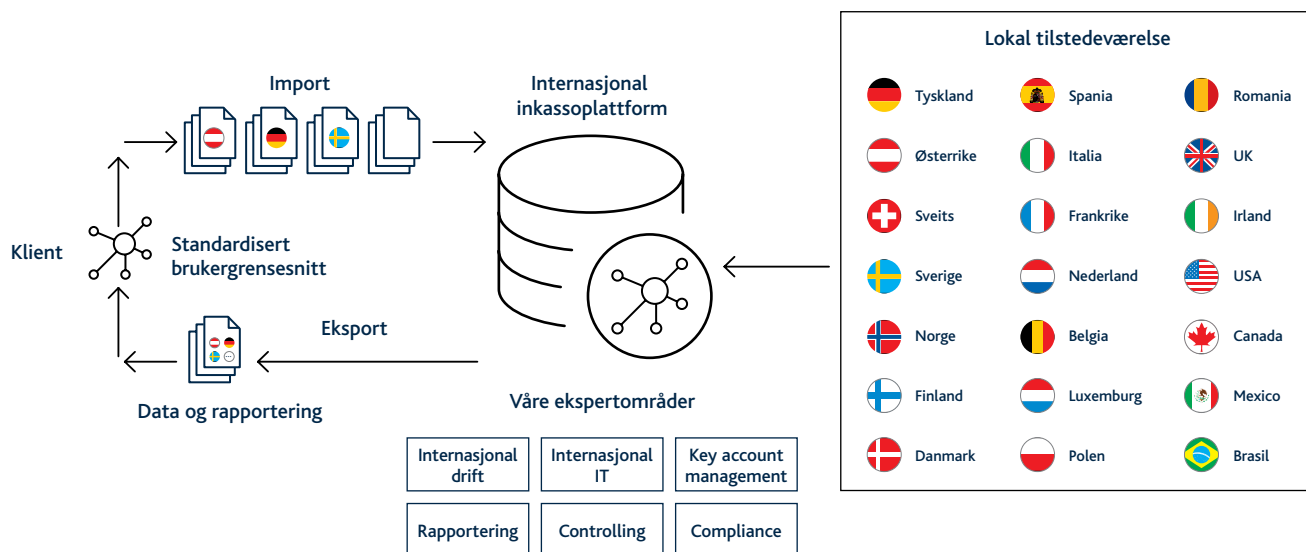 Import
Internasjonal
inkassoplattform
Klient
Standardisert
brukergrensesnitt
Eksport
Data og rapportering
Våre ekspertområder
Internasjonal
drift
Internasjonal
IT
Key account
management
Rapportering
Controlling
Compliance
Lokal tilstedeværelse
Tyskland
Spania
Romania
Østerrike
Italia
UK
Sveits
Frankrike
Irland
Sverige
Nederland
USA
Norge
Belgia
Canada
Finland
Luxemburg
Mexico
Danmark
Polen
Brasil